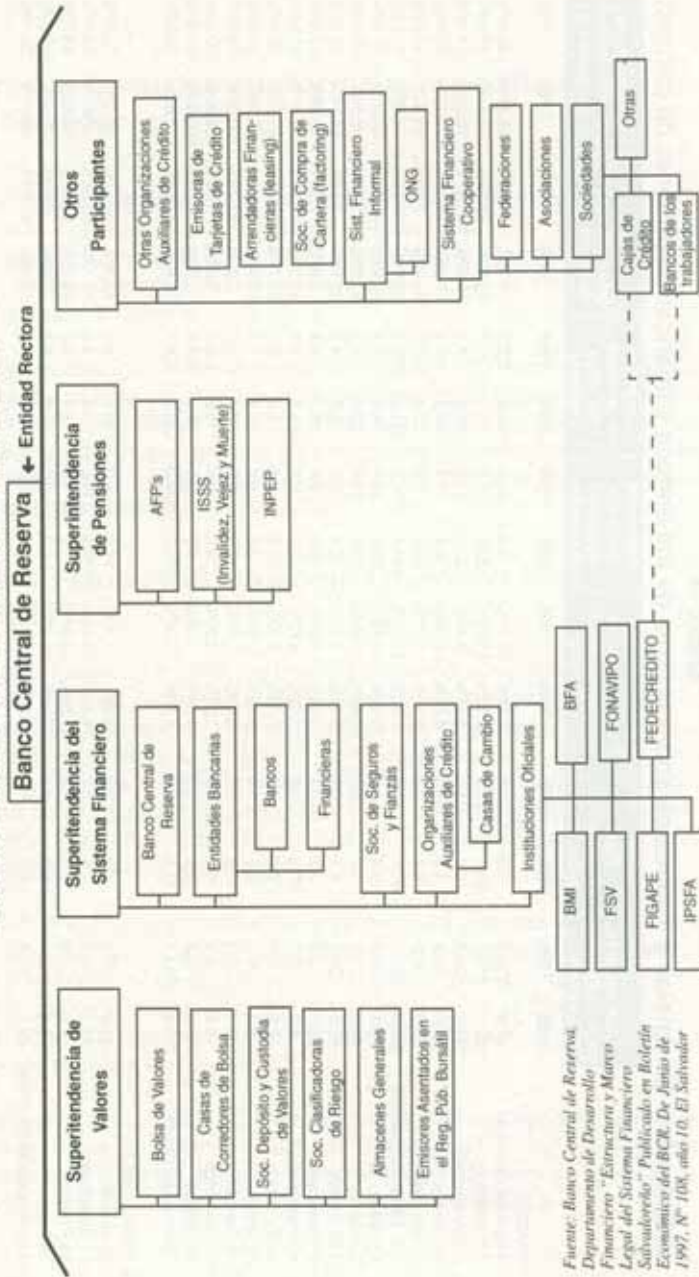 Banco Central de Reserva ← Entidad Rectora
Superitendencia de
Valores
Bolsa de Valores
Casas de
Corredores de Bolsa
Soc. Depósito y Custodia
de Valores
Soc. Clasificadoras
de Riesgo
Almacenes Generales
Emisores Asentados en
el Reg. Púb. Bursátil
Superitendencia del
Sistema Financiero
Banco Central de
Reserva
Entidades Bancarias
Bancos
Financieras
Soc. de Seguros
y Fianzas
Organizaciones
Auxiliares de Crédito
Casas de Cambio
Instituciones Oficiales
BMI
BFA
FSV
FONAVIPO
FIGAPE
FEDECREDITO
IPSFA
Superintendencia
de Pensiones
AFP's
ISSS
(Invalidez, Vejez y Muerte)
INPEP
Otros
Participantes
Otras Organizaciones
Auxiliares de Crédito
Emisoras de
Tarjetas de Crédito
Arrendadoras Finan-
cieras (leasing)
Soc. de Compra de
Cartera (factoring)
Sist. Financiero
Informal
ONG
Sistema Financiero
Cooperativo
Federaciones
Asociaciones
Sociedades
Cajas de
Crédito
Otras
Bancos de los
trabajadores
Fuente: Banco Central de Reserva,
Departamento de Desarrollo
Financiero "Estructura y Marco
Legal del Sistema Financiero
Salvadoreño" Publicado en Boletín
Económico del BCR. De Junio de
1997, Nº 108, año 10, El Salvador